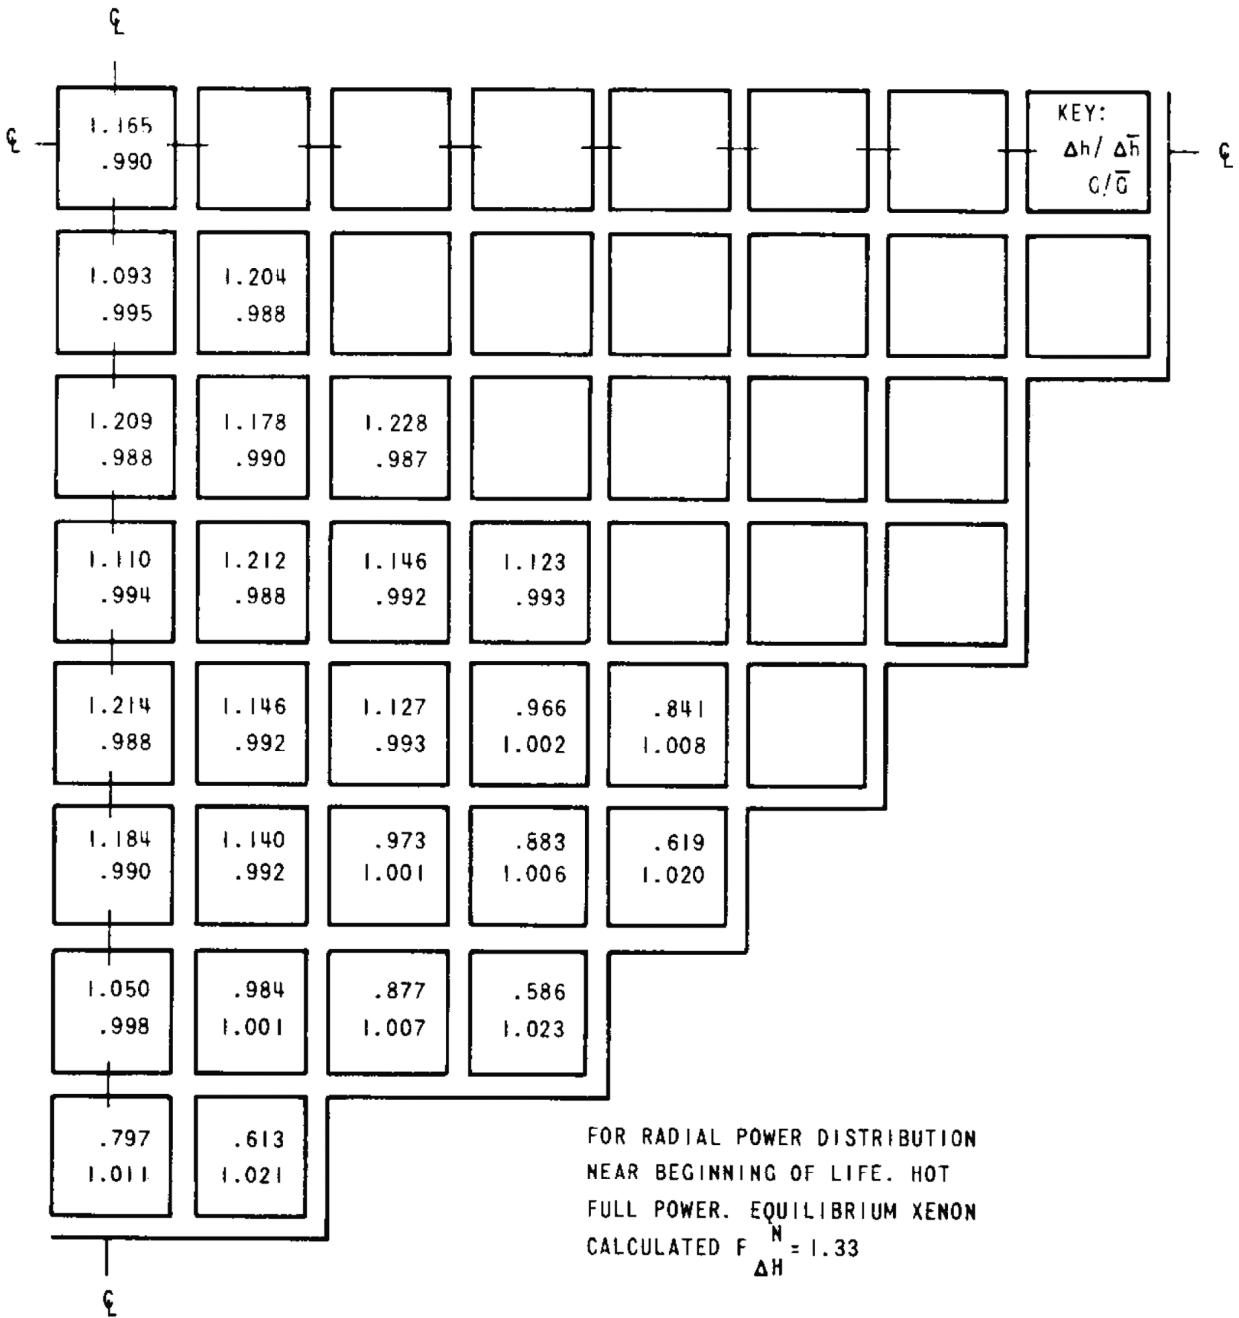 ℄
℄ 1.165 KEY: ℄
.990 Δh/Δh̅
G/G̅
1.093 1.204
.995 .988
1.209 1.178 1.228
.988 .990 .987
1.110 1.212 1.146 1.123
.994 .988 .992 .993
1.214 1.146 1.127 .966 .841
.988 .992 .993 1.002 1.008
1.184 1.140 .973 .883 .619
.990 .992 1.001 1.006 1.020
1.050 .984 .877 .586
.998 1.001 1.007 1.023
.797 .613
1.011 1.021
FOR RADIAL POWER DISTRIBUTION
NEAR BEGINNING OF LIFE. HOT
FULL POWER. EQUILIBRIUM XENON
CALCULATED F N ΔH = 1.33
℄